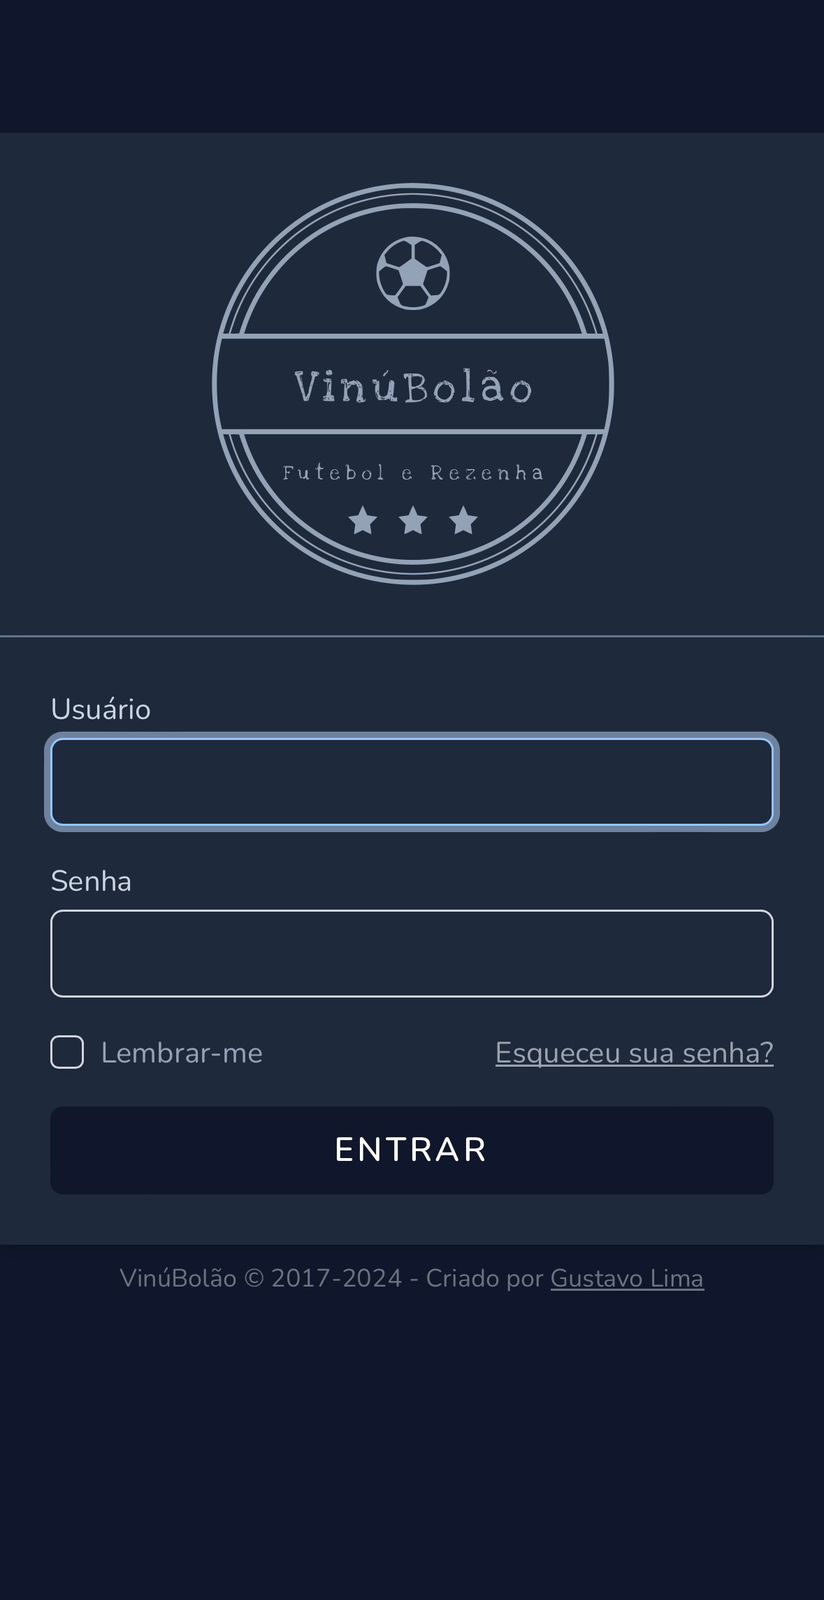 VinúBolão
Futebol e Rezenha
Usuário
Senha
Lembrar-me
Esqueceu sua senha?
ENTRAR
VinúBolão © 2017-2024 - Criado por Gustavo Lima